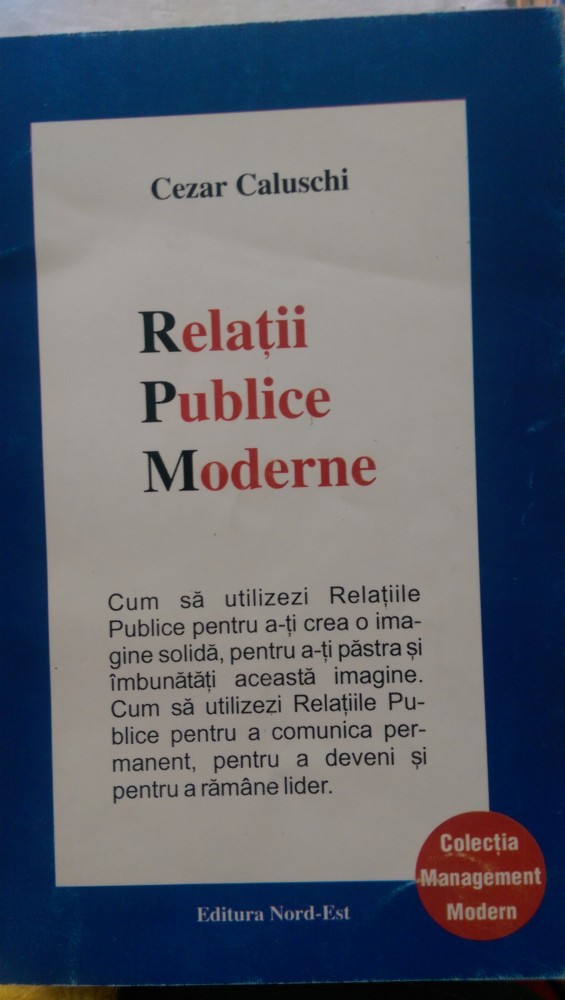 Cezar Caluschi
Relații
Publice
Moderne
Cum să utilizezi Relațiile
Publice pentru a-ți crea o ima-
gine solidă, pentru a-ți păstra și
îmbunătăți această imagine.
Cum să utilizezi Relațiile Pu-
blice pentru a comunica per-
manent, pentru a deveni și
pentru a rămâne lider.
Colecția
Management
Modern
Editura Nord-Est